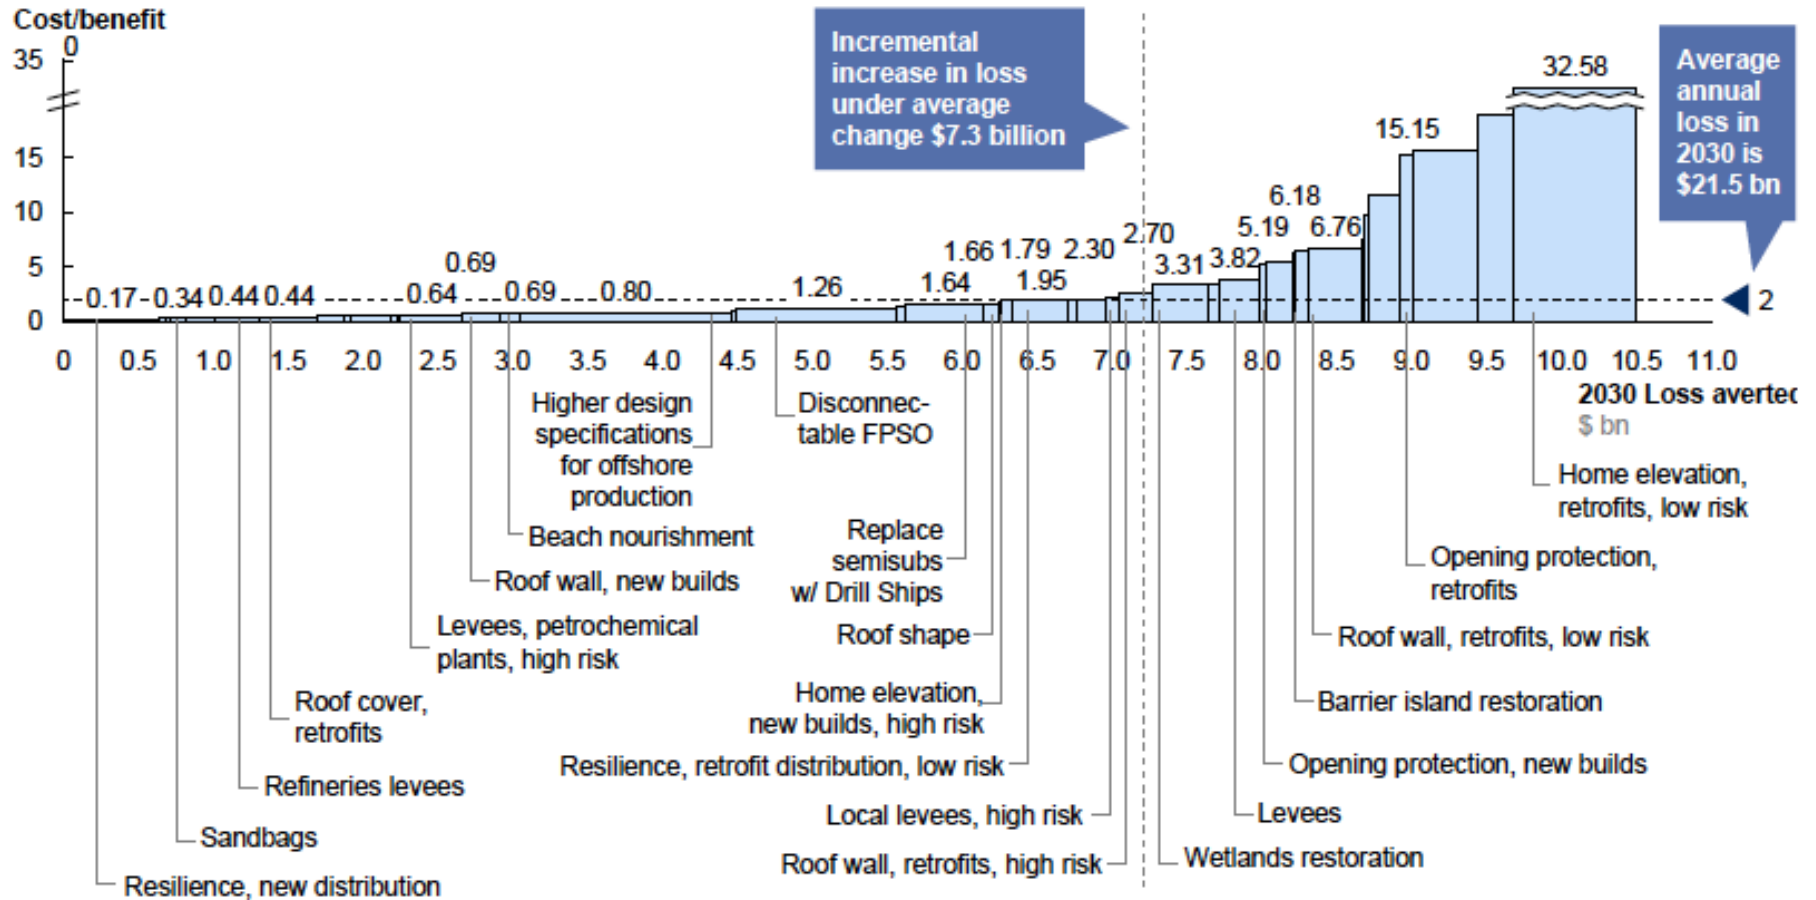 Cost/benefit
0
35
15
10
5
0
Incremental
increase in loss
under average
change $7.3 billion
Average
annual
loss in
2030 is
$21.5 bn
0.17
0.34
0.44
0.44
0.64
0.69
0.69
0.80
1.26
1.64
1.66
1.79
1.95
2.30
2.70
3.31
3.82
5.19
6.18
6.76
15.15
32.58
2
0
0.5
1.0
1.5
2.0
2.5
3.0
3.5
4.0
4.5
5.0
5.5
6.0
6.5
7.0
7.5
8.0
8.5
9.0
9.5
10.0
10.5
11.0
2030 Loss averted
$ bn
Higher design
specifications
for offshore
production
Disconnec-
table FPSO
Home elevation,
retrofits, low risk
Beach nourishment
Replace
semisubs
w/ Drill Ships
Opening protection,
retrofits
Roof wall, new builds
Levees, petrochemical
plants, high risk
Roof shape
Roof wall, retrofits, low risk
Roof cover,
retrofits
Home elevation,
new builds, high risk
Barrier island restoration
Resilience, retrofit distribution, low risk
Opening protection, new builds
Refineries levees
Local levees, high risk
Levees
Sandbags
Roof wall, retrofits, high risk
Wetlands restoration
Resilience, new distribution